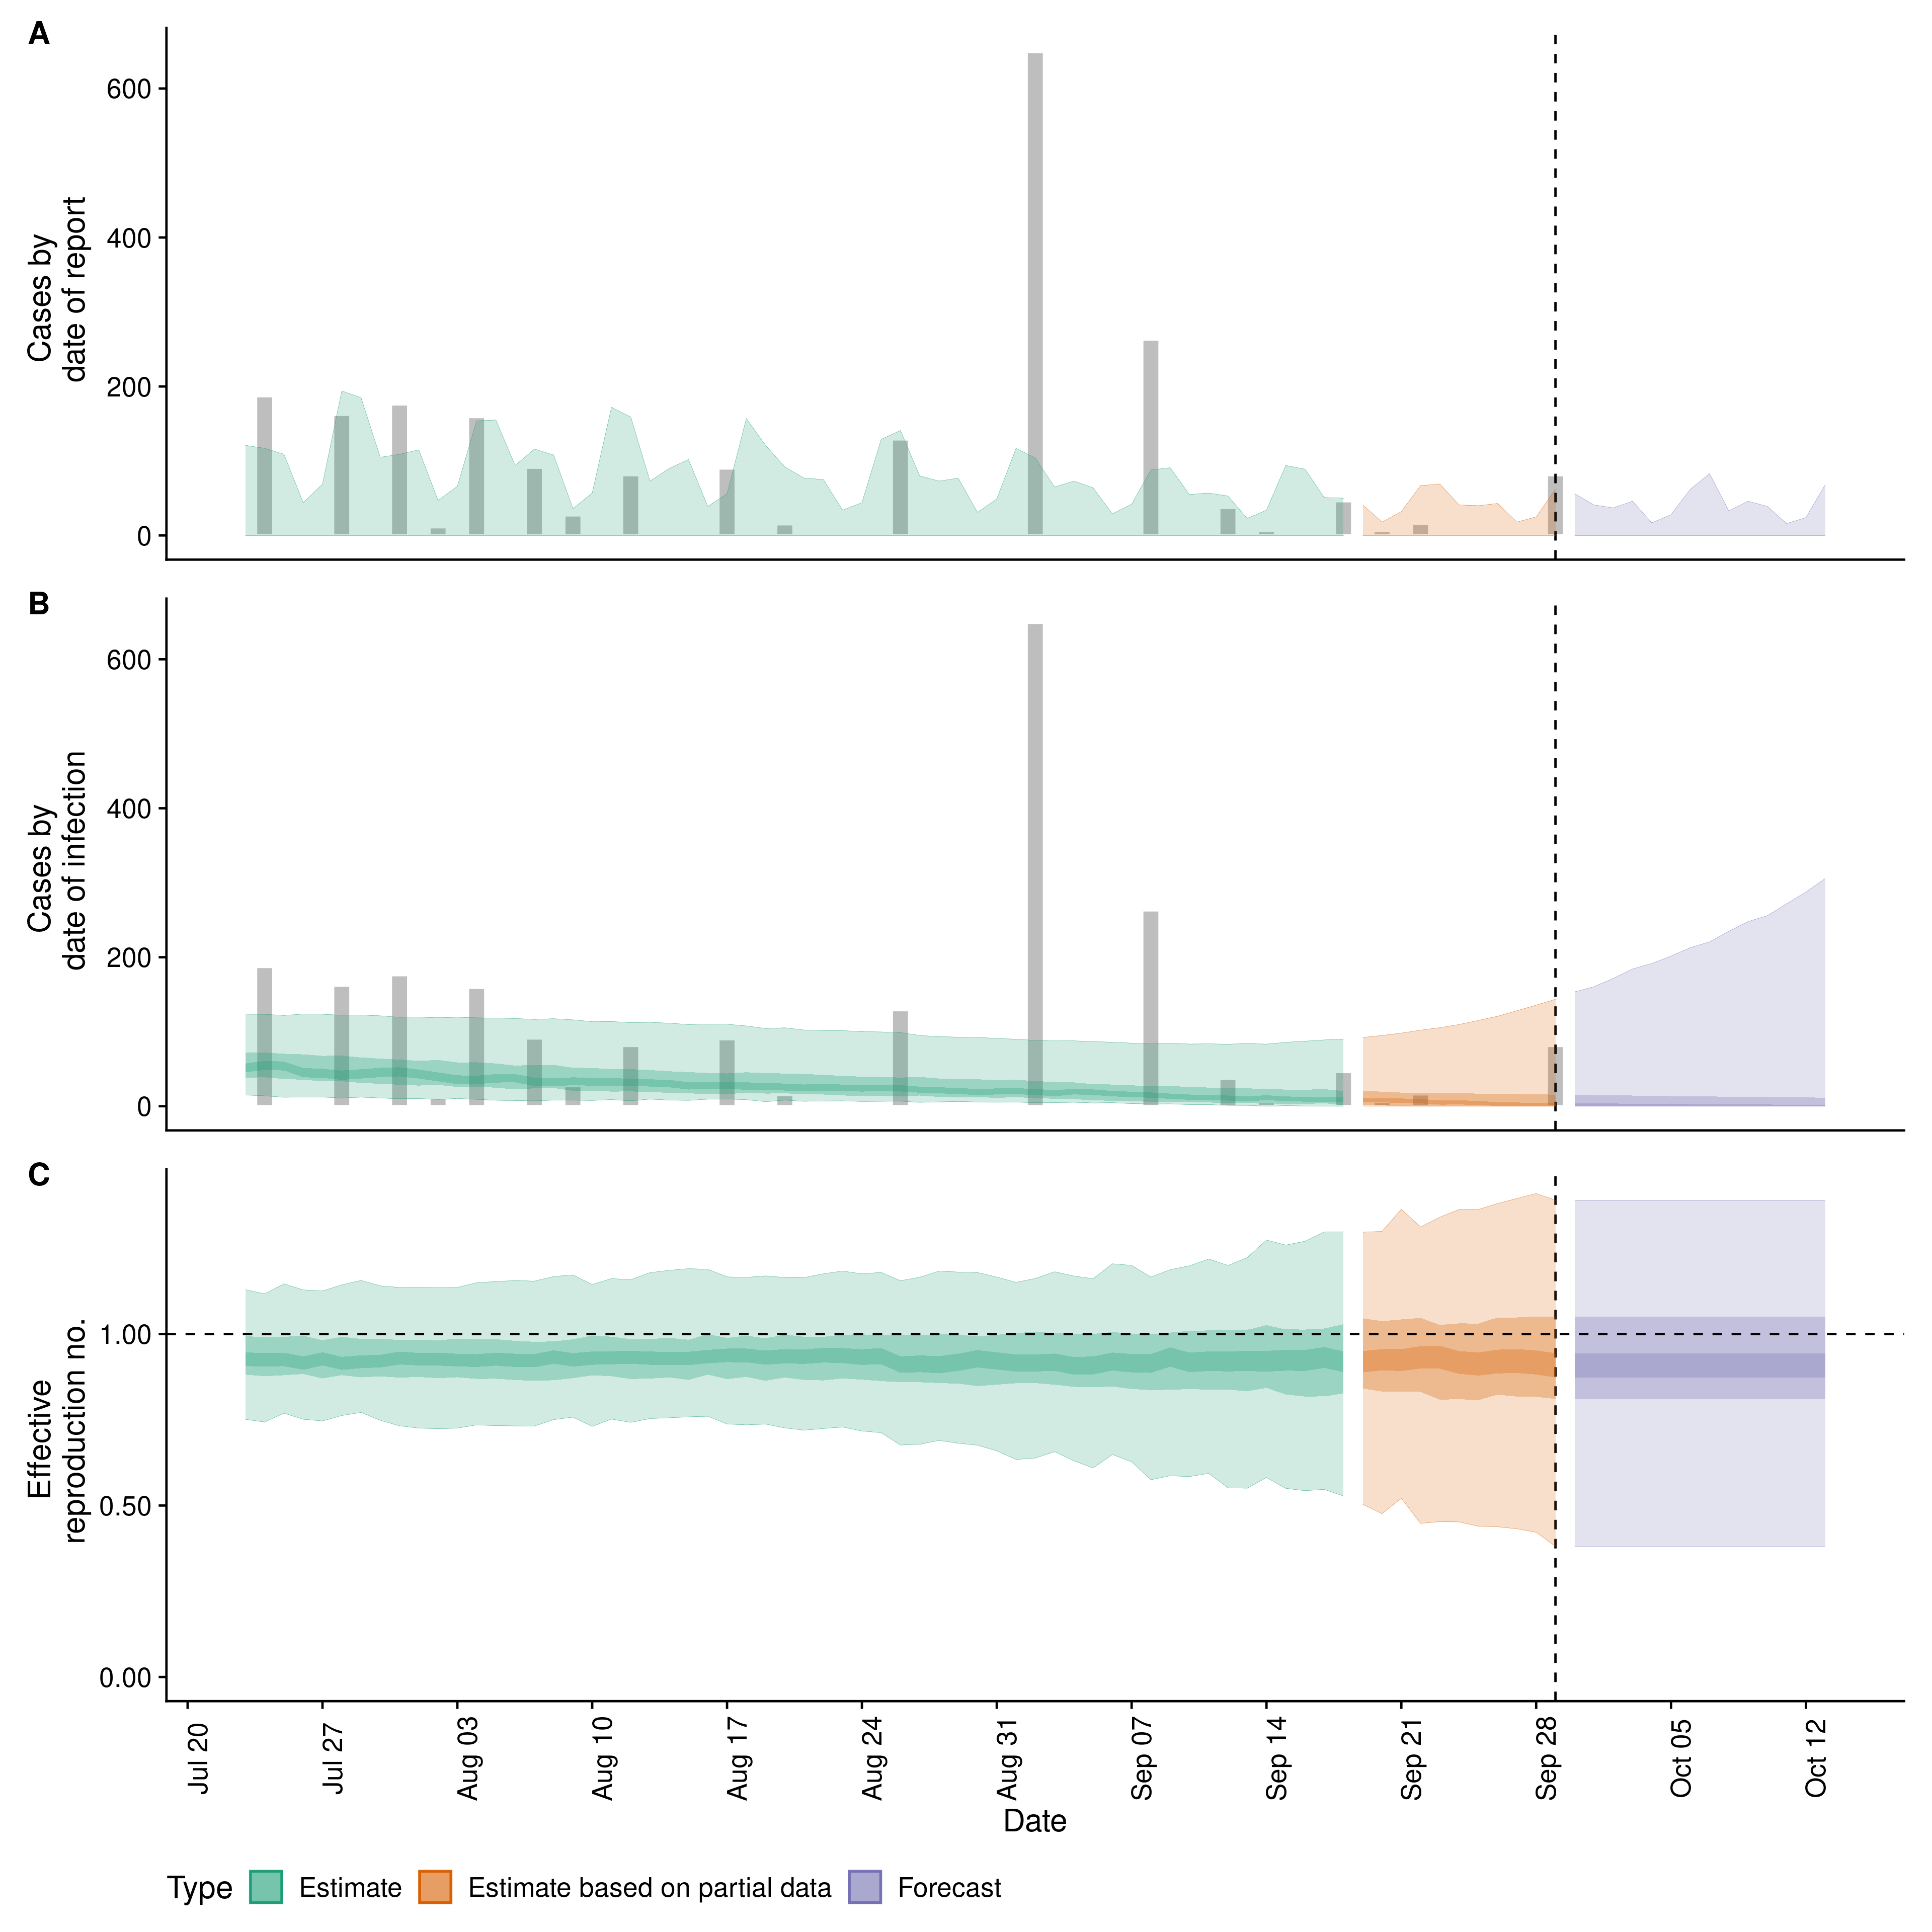 A
600
400
200
0
Cases by
date of report
B
600
400
200
0
Cases by
date of infection
C
1.00
0.50
0.00
Effective
reproduction no.
Jul 20
Jul 27
Aug 03
Aug 10
Aug 17
Aug 24
Aug 31
Sep 07
Sep 14
Sep 21
Sep 28
Oct 05
Oct 12
Date
Type Estimate Estimate based on partial data Forecast